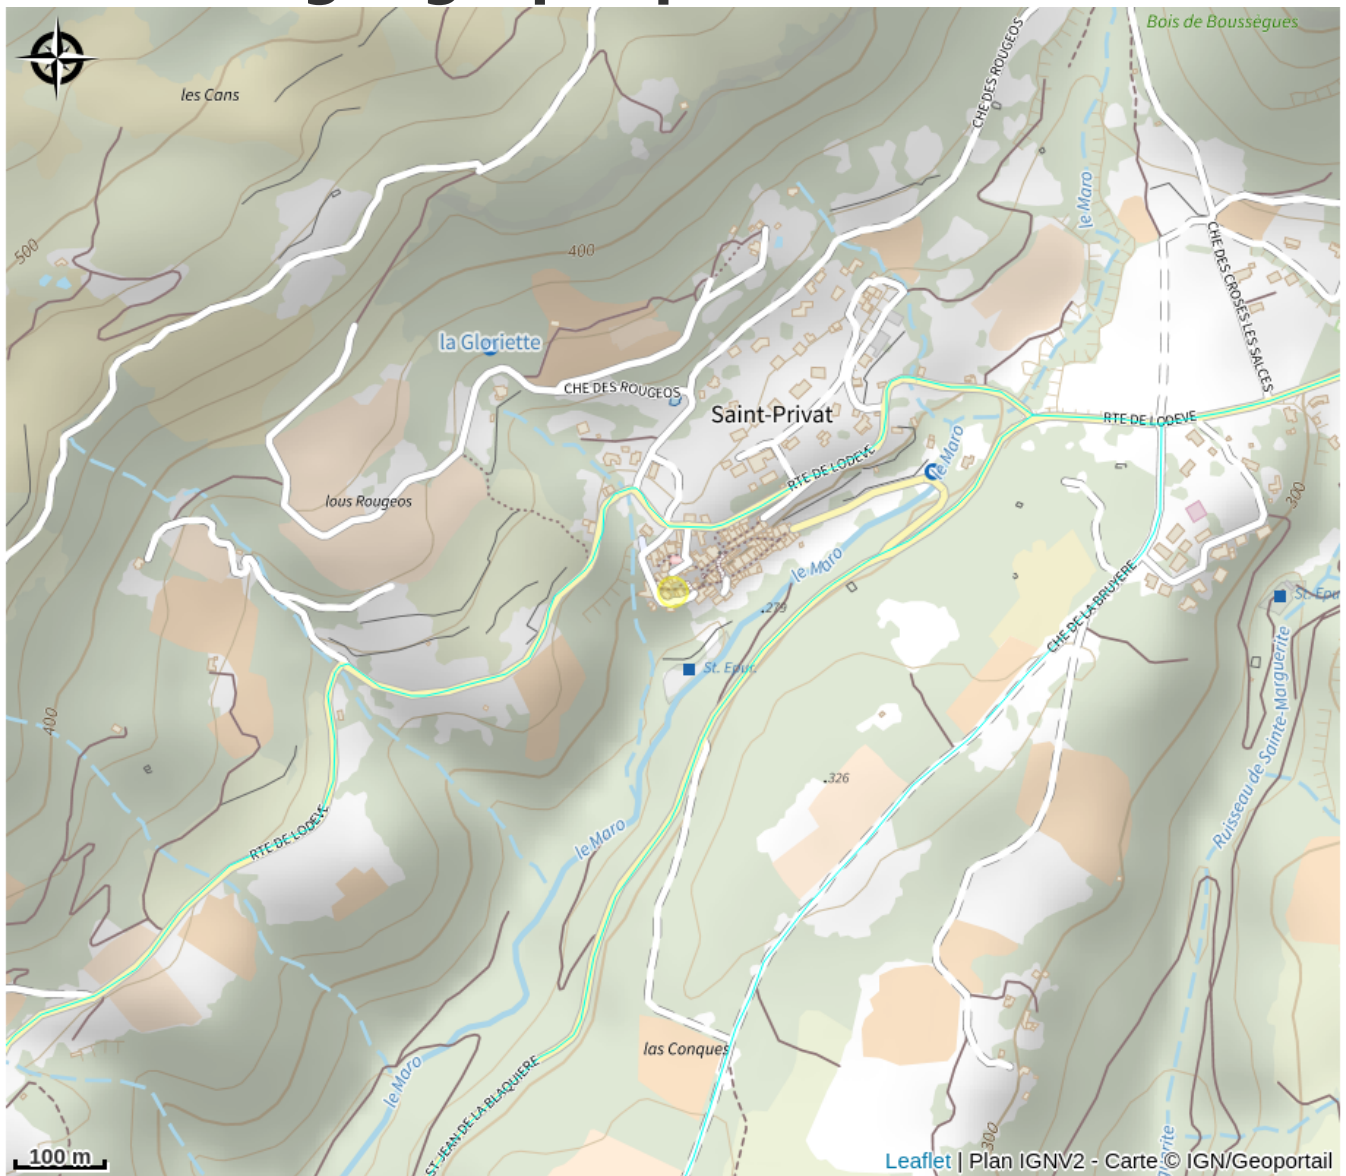 Bois de Boussègues
les Cans
CHE DES ROUGEOS
le Maro
500
400
CHE DES CROSES LES SALCES
la Gloriette
CHE DES ROUGEOS
Saint-Privat
RTE DE LODEVE
RTE DE LODEVE
le Maro
lous Rougeos
300
le Maro
CHE DE LA BRUYERE
.279
St. Epur.
St. Epu
Ruisseau de Sainte-Marguerite
400
.326
RTE DE LODEVE
le Maro
las Conques
le Maro
ST JEAN DE LA BLAQUIERE
300
100 m
Leaflet | Plan IGNV2 - Carte © IGN/Geoportail